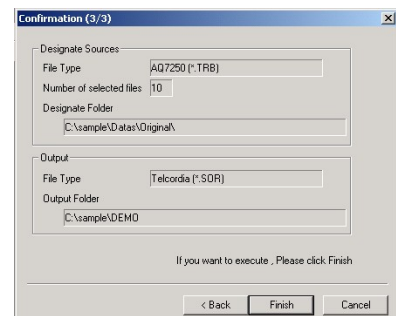 Confirmation (3/3)
Designate Sources
File Type AQ7250 (*.TRB)
Number of selected files 10
Designate Folder
C:\sample\Datas\Original\
Output
File Type Telcordia (*.SOR)
Output Folder
C:\sample\DEMO
If you want to execute , Please click Finish
< Back Finish Cancel